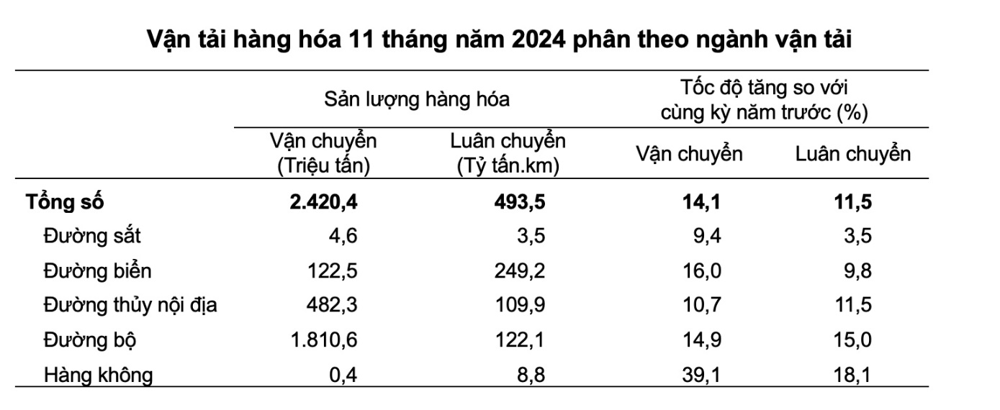 Vận tải hàng hóa 11 tháng năm 2024 phân theo ngành vận tải
Sản lượng hàng hóa
Tốc độ tăng so với
cùng kỳ năm trước (%)
Vận chuyển
(Triệu tấn)
Luân chuyển
(Tỷ tấn.km)
Vận chuyển
Luân chuyển
Tổng số 2.420,4 493,5 14,1 11,5
Đường sắt 4,6 3,5 9,4 3,5
Đường biển 122,5 249,2 16,0 9,8
Đường thủy nội địa 482,3 109,9 10,7 11,5
Đường bộ 1.810,6 122,1 14,9 15,0
Hàng không 0,4 8,8 39,1 18,1